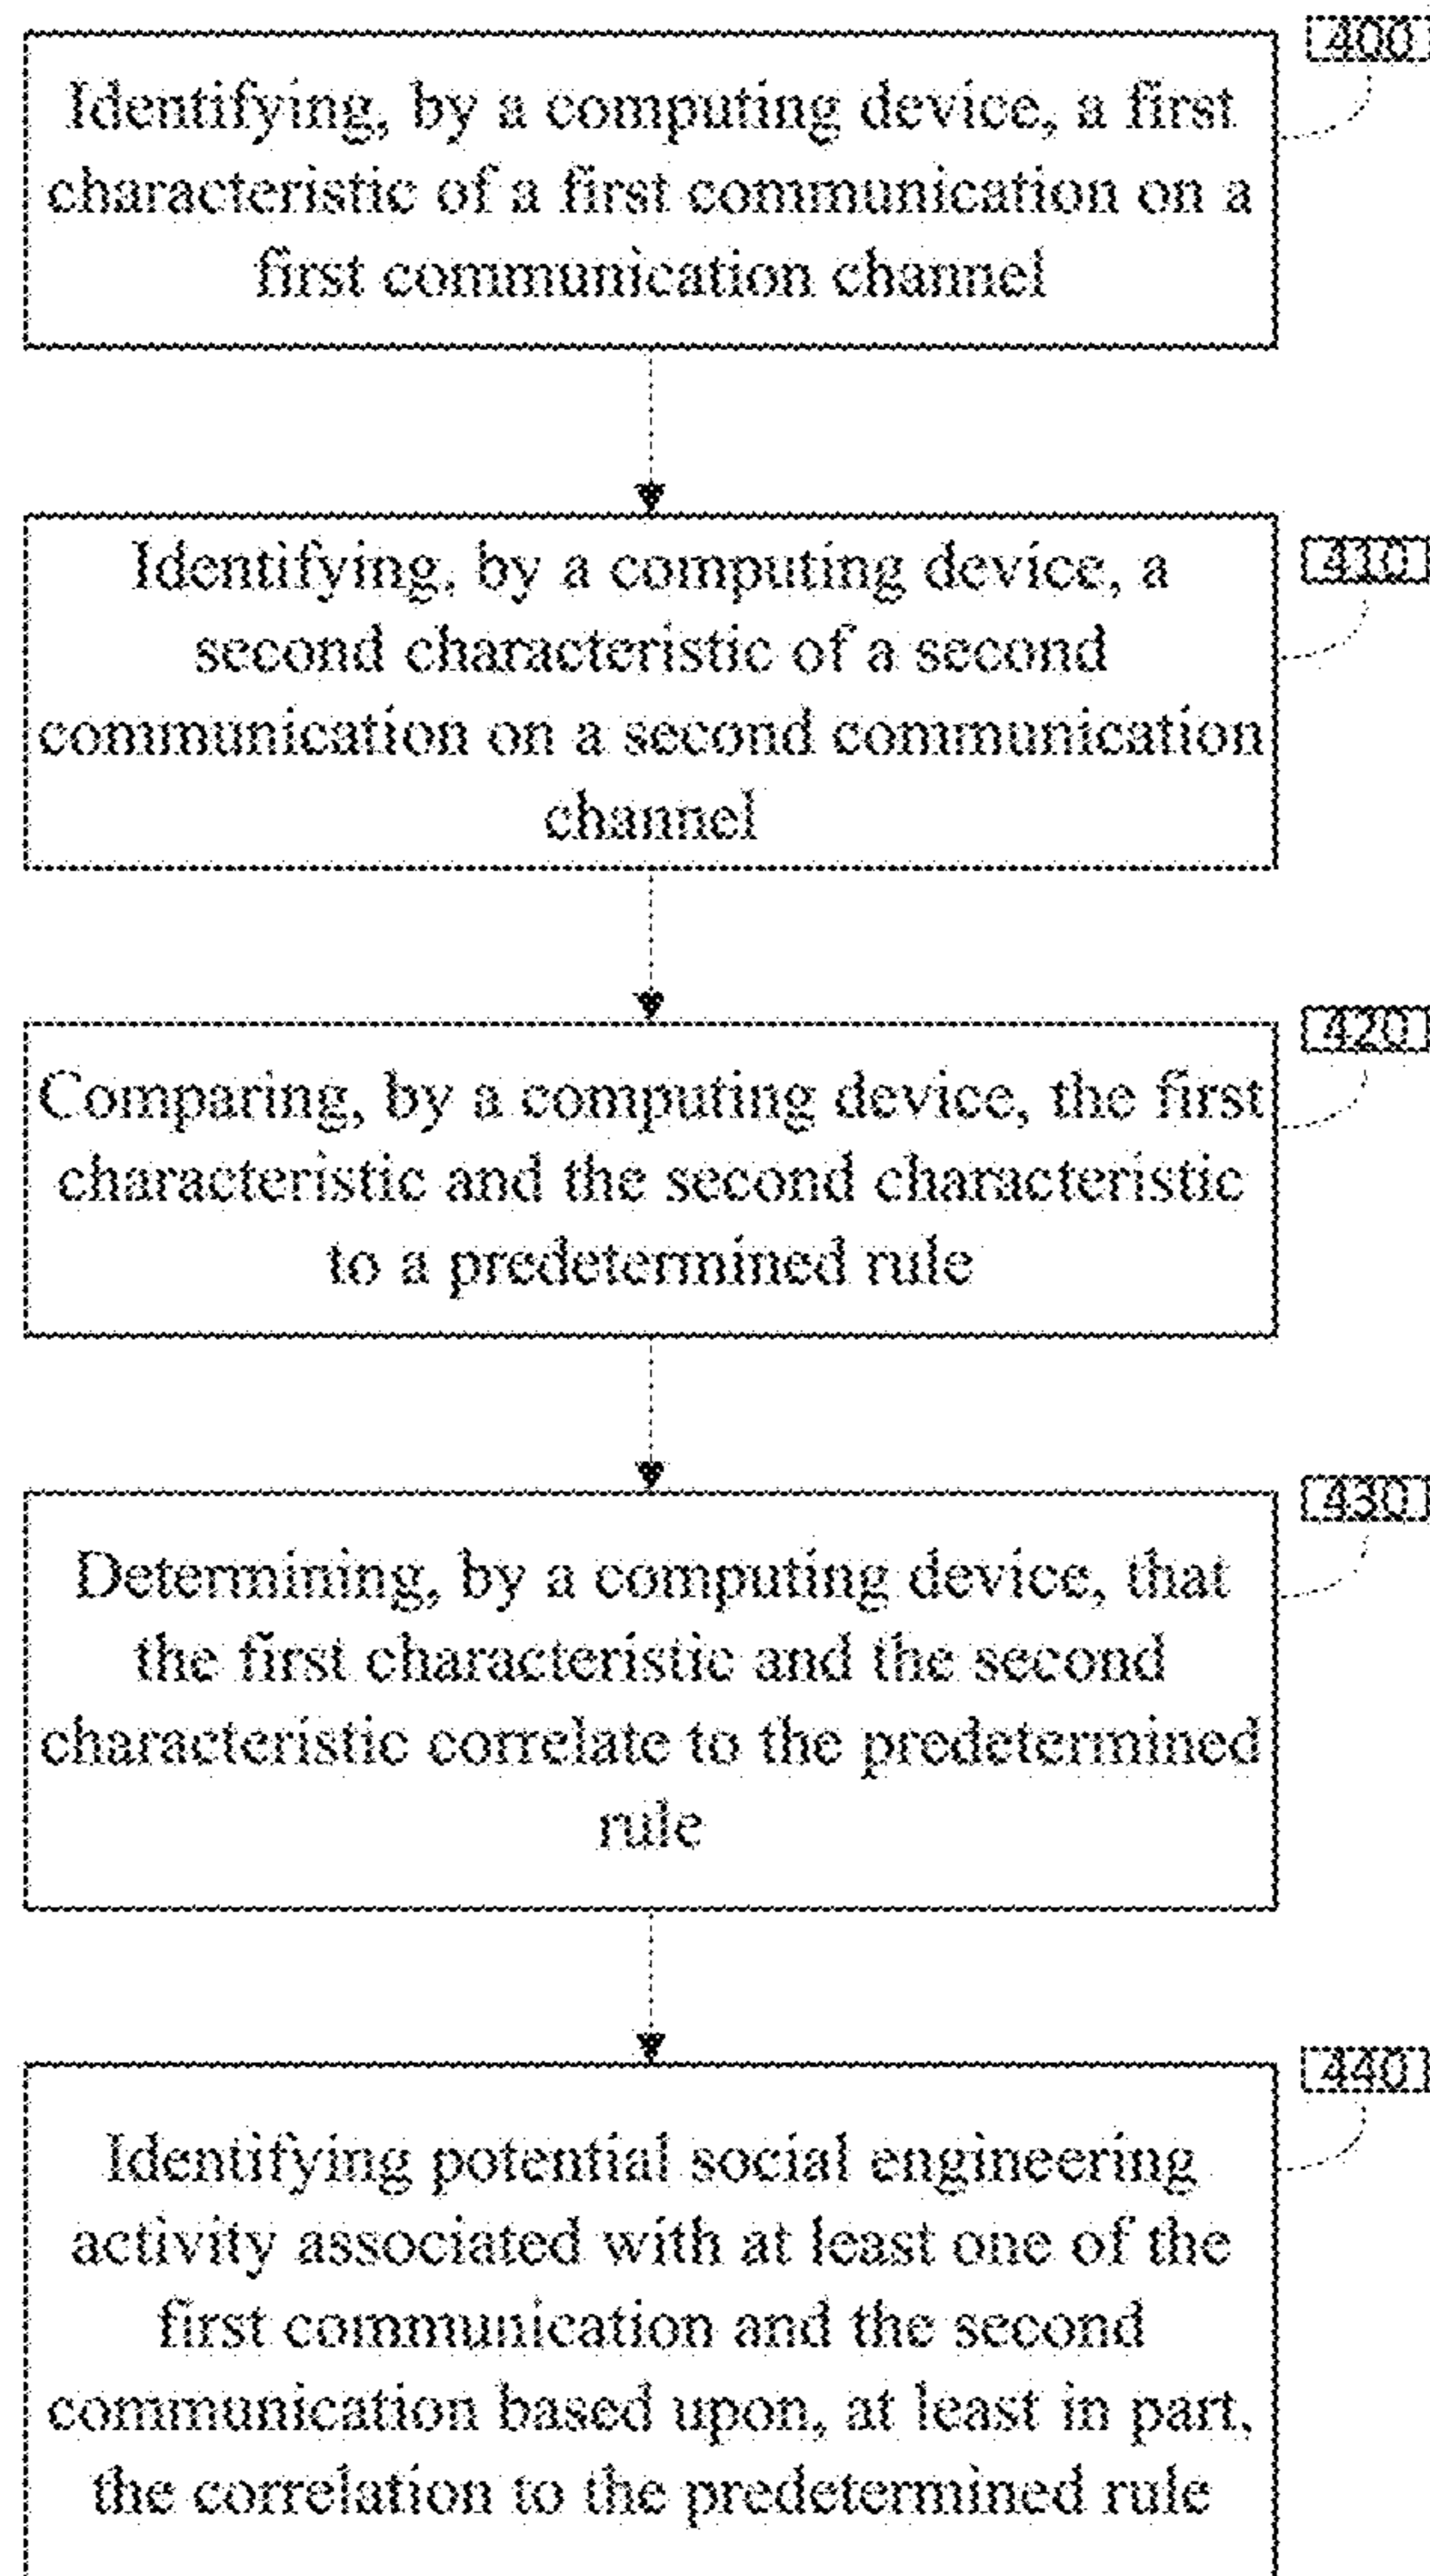 400
Identifying, by a computing device, a first
characteristic of a first communication on a
first communication channel
410
Identifying, by a computing device, a
second characteristic of a second
communication on a second communication
channel
420
Comparing, by a computing device, the first
characteristic and the second characteristic
to a predetermined rule
430
Determining, by a computing device, that
the first characteristic and the second
characteristic correlate to the predetermined
rule
440
Identifying potential social engineering
activity associated with at least one of the
first communication and the second
communication based upon, at least in part,
the correlation to the predetermined rule